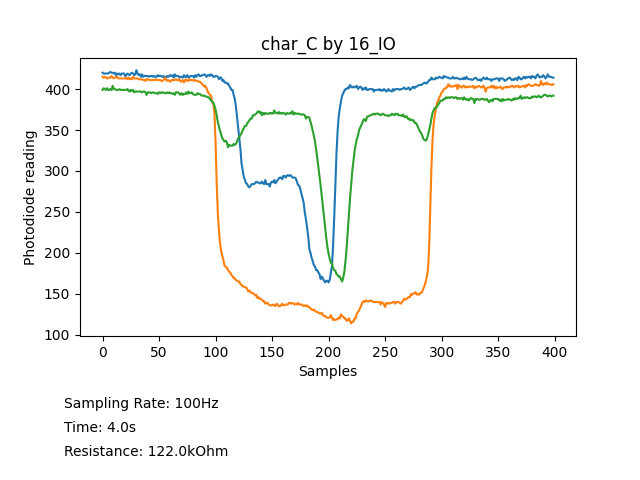 char_C by 16_IO
Photodiode reading
400
350
300
250
200
150
100
0 50 100 150 200 250 300 350 400
Samples
Sampling Rate: 100Hz
Time: 4.0s
Resistance: 122.0kOhm